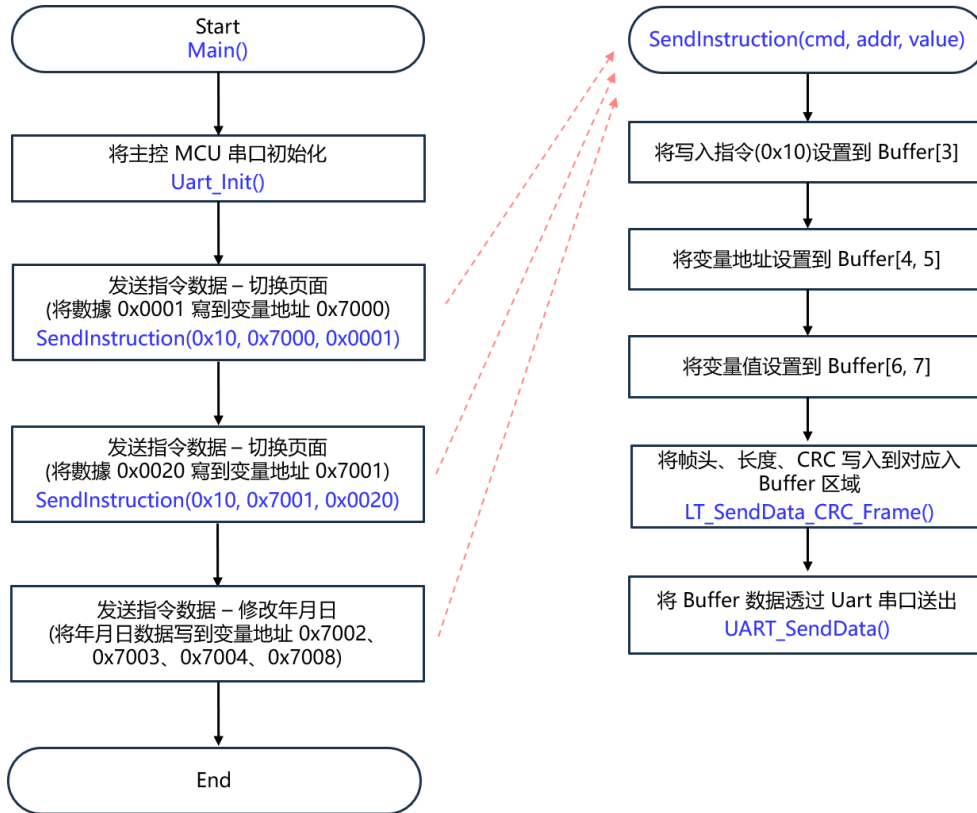 Start
Main()
将主控 MCU 串口初始化
Uart_Init()
发送指令数据 – 切换页面
(将數據 0x0001 寫到变量地址 0x7000)
SendInstruction(0x10, 0x7000, 0x0001)
发送指令数据 – 切换页面
(将數據 0x0020 寫到变量地址 0x7001)
SendInstruction(0x10, 0x7001, 0x0020)
发送指令数据 – 修改年月日
(将年月日数据写到变量地址 0x7002、
0x7003、0x7004、0x7008)
End
SendInstruction(cmd, addr, value)
将写入指令(0x10)设置到 Buffer[3]
将变量地址设置到 Buffer[4, 5]
将变量值设置到 Buffer[6, 7]
将帧头、长度、CRC 写入到对应入
Buffer 区域
LT_SendData_CRC_Frame()
将 Buffer 数据透过 Uart 串口送出
UART_SendData()